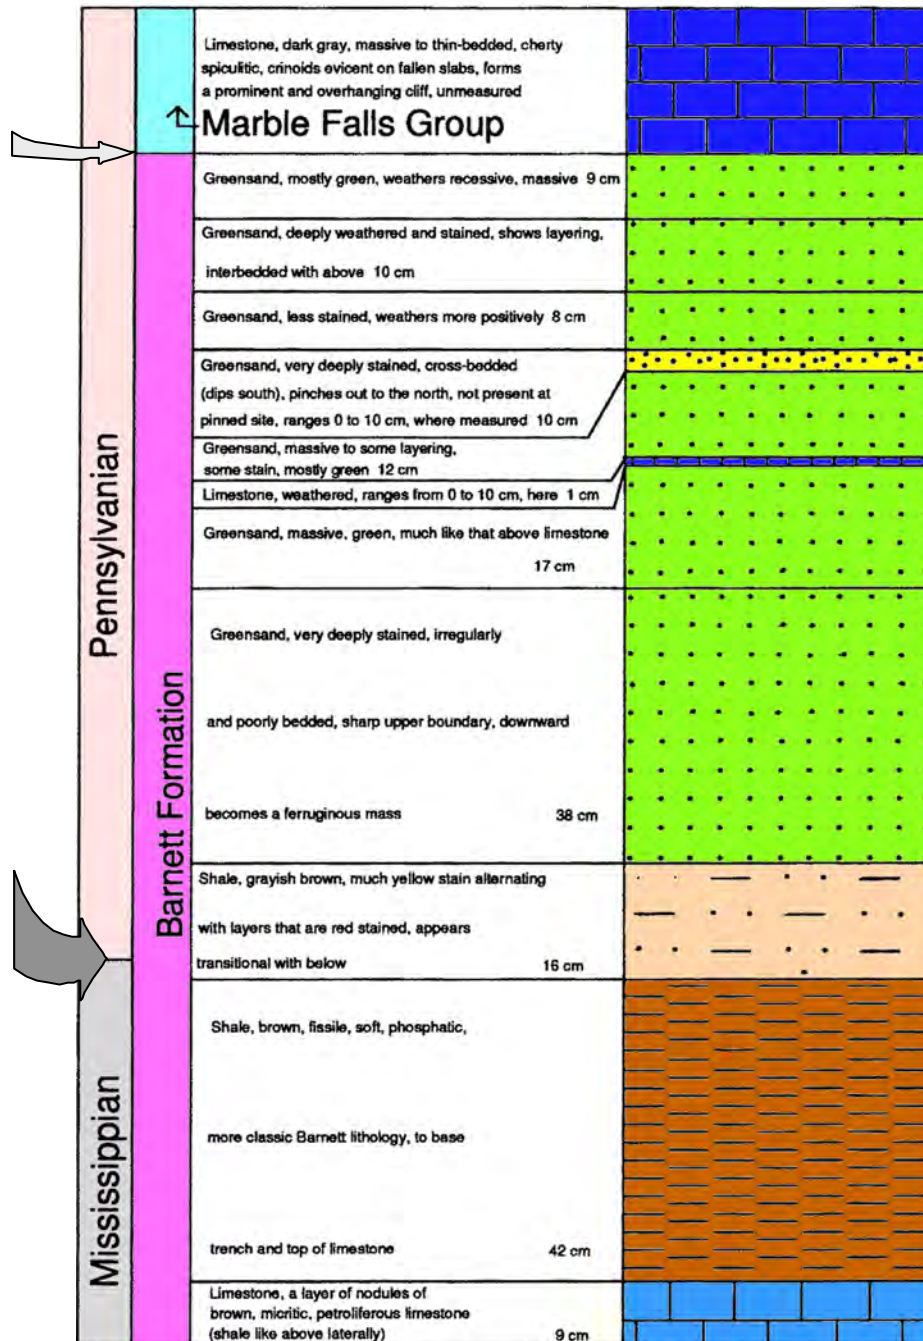 Limestone, dark gray, massive to thin-bedded, cherty
spiculitic, crinoids evicent on fallen slabs, forms
a prominent and overhanging cliff, unmeasured
Marble Falls Group
Greensand, mostly green, weathers recessive, massive 9 cm
Greensand, deeply weathered and stained, shows layering,
interbedded with above 10 cm
Greensand, less stained, weathers more positively 8 cm
Greensand, very deeply stained, cross-bedded
(dips south), pinches out to the north, not present at
pinned site, ranges 0 to 10 cm, where measured 10 cm
Greensand, massive to some layering,
some stain, mostly green 12 cm
Limestone, weathered, ranges from 0 to 10 cm, here 1 cm
Greensand, massive, green, much like that above limestone
17 cm
Greensand, very deeply stained, irregularly
and poorly bedded, sharp upper boundary, downward
becomes a ferruginous mass 38 cm
Shale, grayish brown, much yellow stain alternating
with layers that are red stained, appears
transitional with below 16 cm
Shale, brown, fissile, soft, phosphatic,
more classic Barnett lithology, to base
trench and top of limestone 42 cm
Limestone, a layer of nodules of
brown, micritic, petroliferous limestone
(shale like above laterally) 9 cm
Pennsylvanian
Mississippian
Barnett Formation